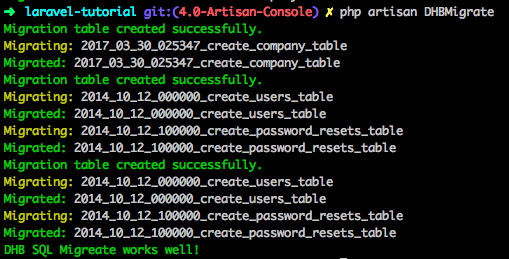 ➜ laravel-tutorial git:(4.0-Artisan-Console) ✗ php artisan DHBMigrate
Migration table created successfully.
Migrating: 2017_03_30_025347_create_company_table
Migrated: 2017_03_30_025347_create_company_table
Migration table created successfully.
Migrating: 2014_10_12_000000_create_users_table
Migrated: 2014_10_12_000000_create_users_table
Migrating: 2014_10_12_100000_create_password_resets_table
Migrated: 2014_10_12_100000_create_password_resets_table
Migration table created successfully.
Migrating: 2014_10_12_000000_create_users_table
Migrated: 2014_10_12_000000_create_users_table
Migrating: 2014_10_12_100000_create_password_resets_table
Migrated: 2014_10_12_100000_create_password_resets_table
DHB SQL Migreate works well!